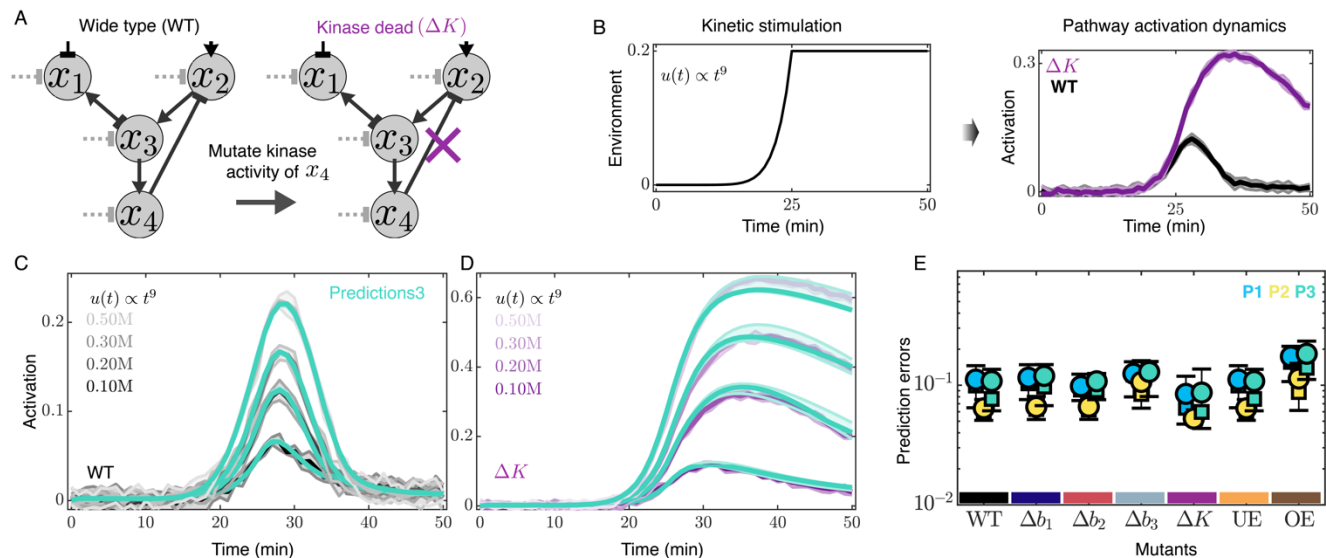 A
Wide type (WT)
Kinase dead (ΔK)
x₁
x₂
x₃
x₄
Mutate kinase
activity of x₄
x₁
x₂
x₃
x₄
B
Kinetic stimulation
u(t) ∝ t⁹
Environment
0.2
0
0
25
50
Time (min)
Pathway activation dynamics
ΔK
WT
Activation
0.3
0
0
25
50
Time (min)
C
u(t) ∝ t⁹
Predictions3
0.50M
0.30M
0.20M
0.10M
WT
Activation
0.2
0.1
0
0
10
20
30
40
50
Time (min)
D
u(t) ∝ t⁹
0.50M
0.30M
0.20M
0.10M
ΔK
0.6
0.4
0.2
0
0
10
20
30
40
50
Time (min)
E
P1 P2 P3
Prediction errors
10⁻¹
10⁻²
WT Δb₁ Δb₂ Δb₃ ΔK UE OE
Mutants